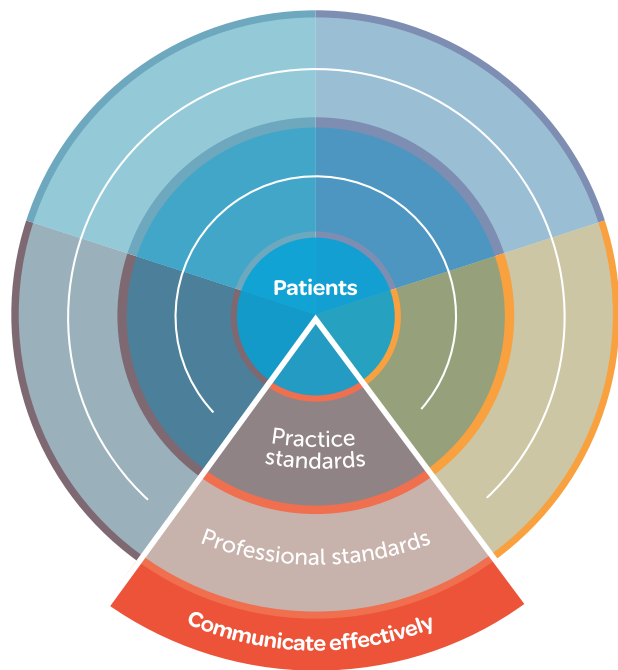 Patients
Practice
standards
Professional standards
Communicate effectively